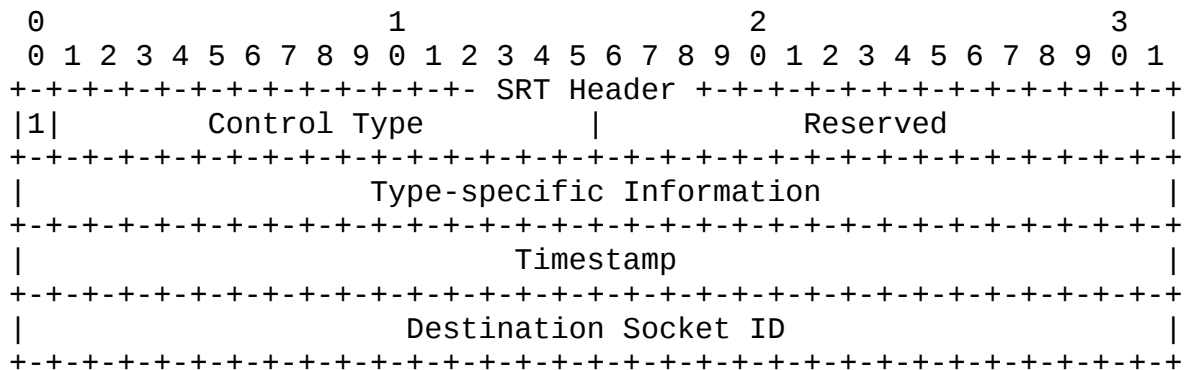 0                   1                   2                   3
 0 1 2 3 4 5 6 7 8 9 0 1 2 3 4 5 6 7 8 9 0 1 2 3 4 5 6 7 8 9 0 1
+-+-+-+-+-+-+-+-+-+-+-+-+- SRT Header +-+-+-+-+-+-+-+-+-+-+-+-+-+
|1|         Control Type        |            Reserved           |
+-+-+-+-+-+-+-+-+-+-+-+-+-+-+-+-+-+-+-+-+-+-+-+-+-+-+-+-+-+-+-+-+
|                   Type-specific Information                   |
+-+-+-+-+-+-+-+-+-+-+-+-+-+-+-+-+-+-+-+-+-+-+-+-+-+-+-+-+-+-+-+-+
|                           Timestamp                           |
+-+-+-+-+-+-+-+-+-+-+-+-+-+-+-+-+-+-+-+-+-+-+-+-+-+-+-+-+-+-+-+-+
|                     Destination Socket ID                     |
+-+-+-+-+-+-+-+-+-+-+-+-+-+-+-+-+-+-+-+-+-+-+-+-+-+-+-+-+-+-+-+-+